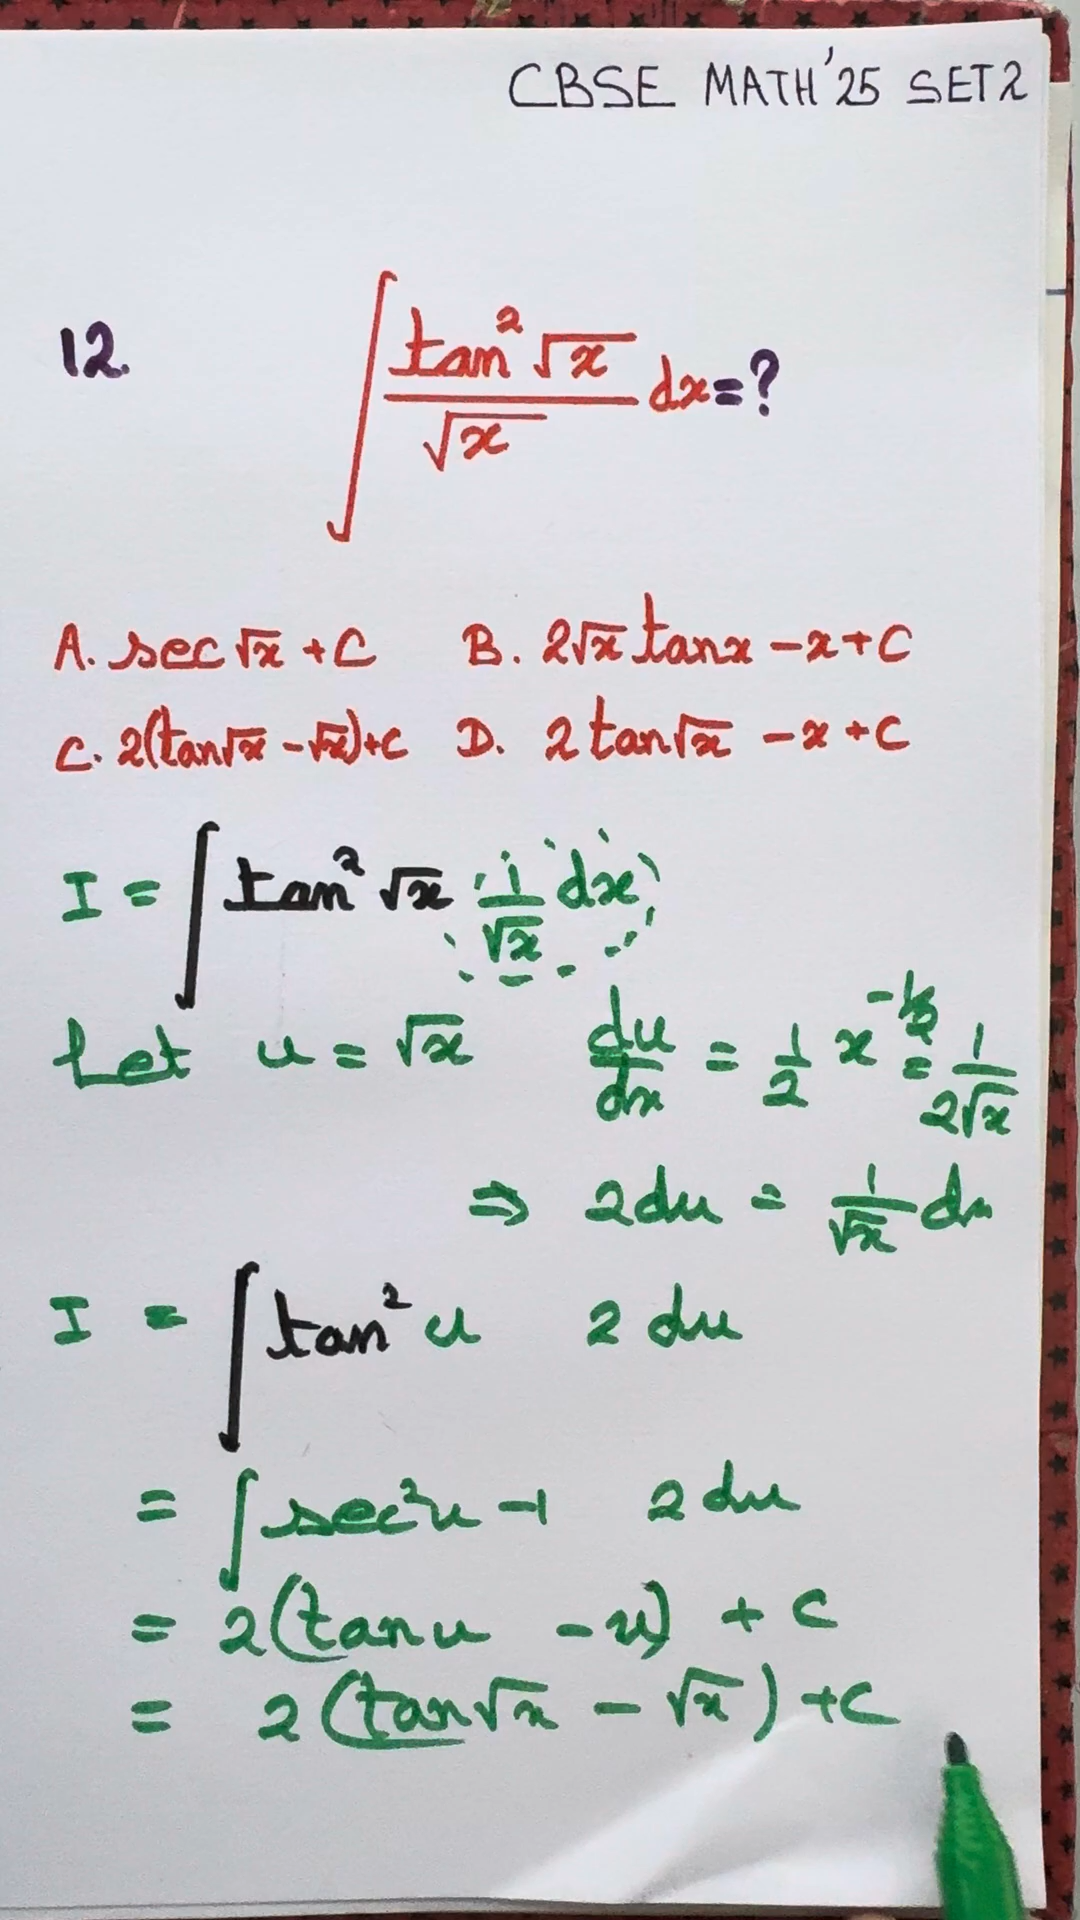 CBSE MATH'25 SET2
12. ∫ tan² √x / √x dx = ?
A. sec √x + C B. 2√x tanx - x + C
C. 2(tan√x - √x) + C D. 2 tan√x - x + C
I = ∫ tan² √x 1/√x dx
Let u = √x du/dx = 1/2 x^-1/2 = 1/2√x
⇒ 2du = 1/√x dx
I = ∫ tan² u 2 du
= ∫ sec²u - 1 2 du
= 2(tan u - u) + C
= 2(tan√x - √x) + C